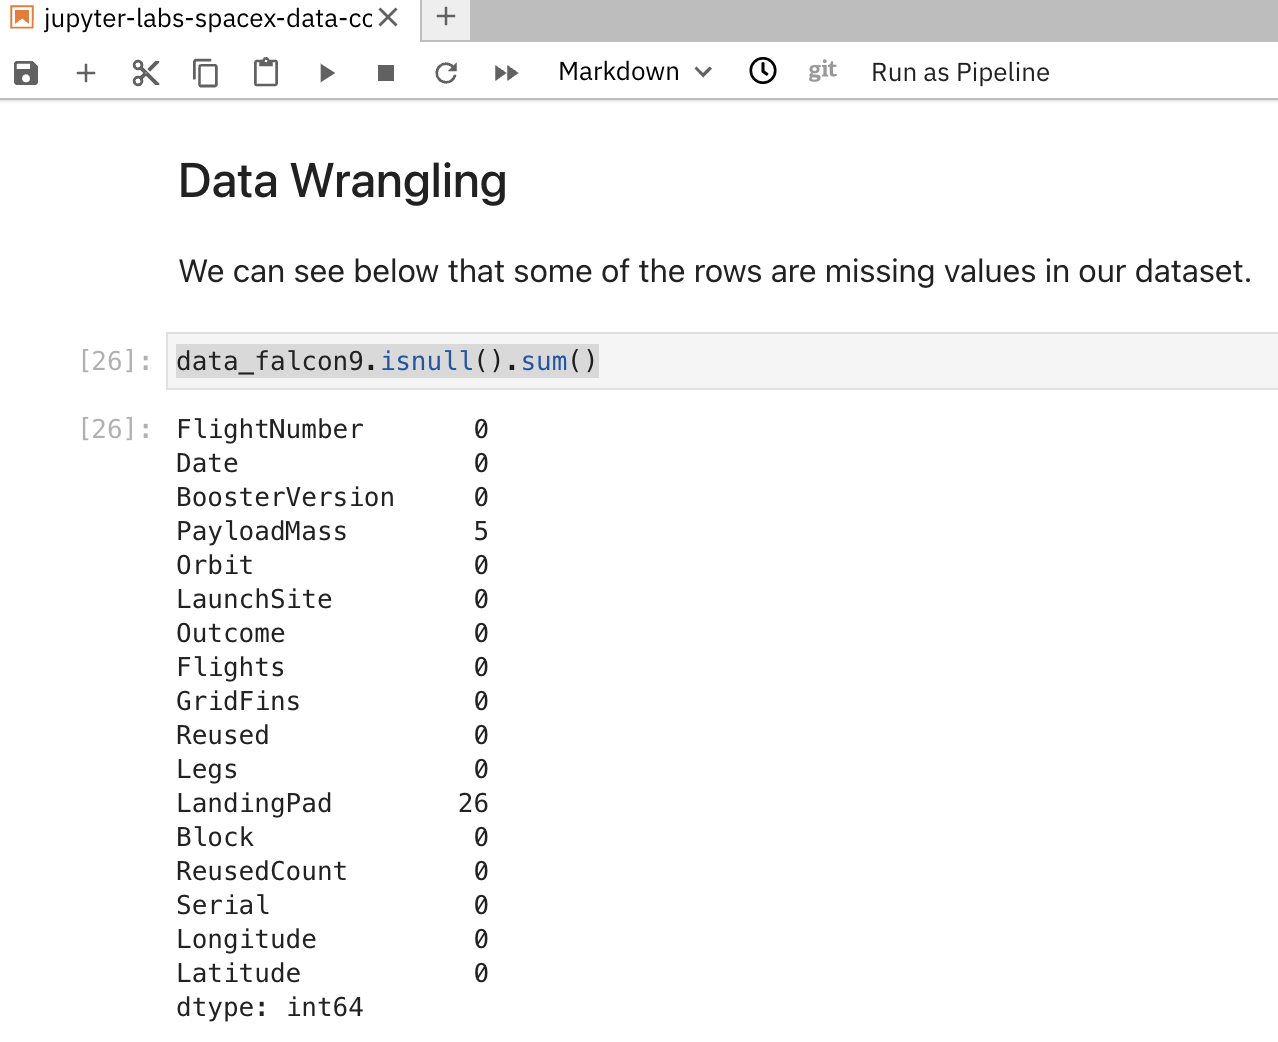 jupyter-labs-spacex-data-cc
Markdown git Run as Pipeline
Data Wrangling
We can see below that some of the rows are missing values in our dataset.
[26]: data_falcon9.isnull().sum()
[26]: FlightNumber 0
Date 0
BoosterVersion 0
PayloadMass 5
Orbit 0
LaunchSite 0
Outcome 0
Flights 0
GridFins 0
Reused 0
Legs 0
LandingPad 26
Block 0
ReusedCount 0
Serial 0
Longitude 0
Latitude 0
dtype: int64